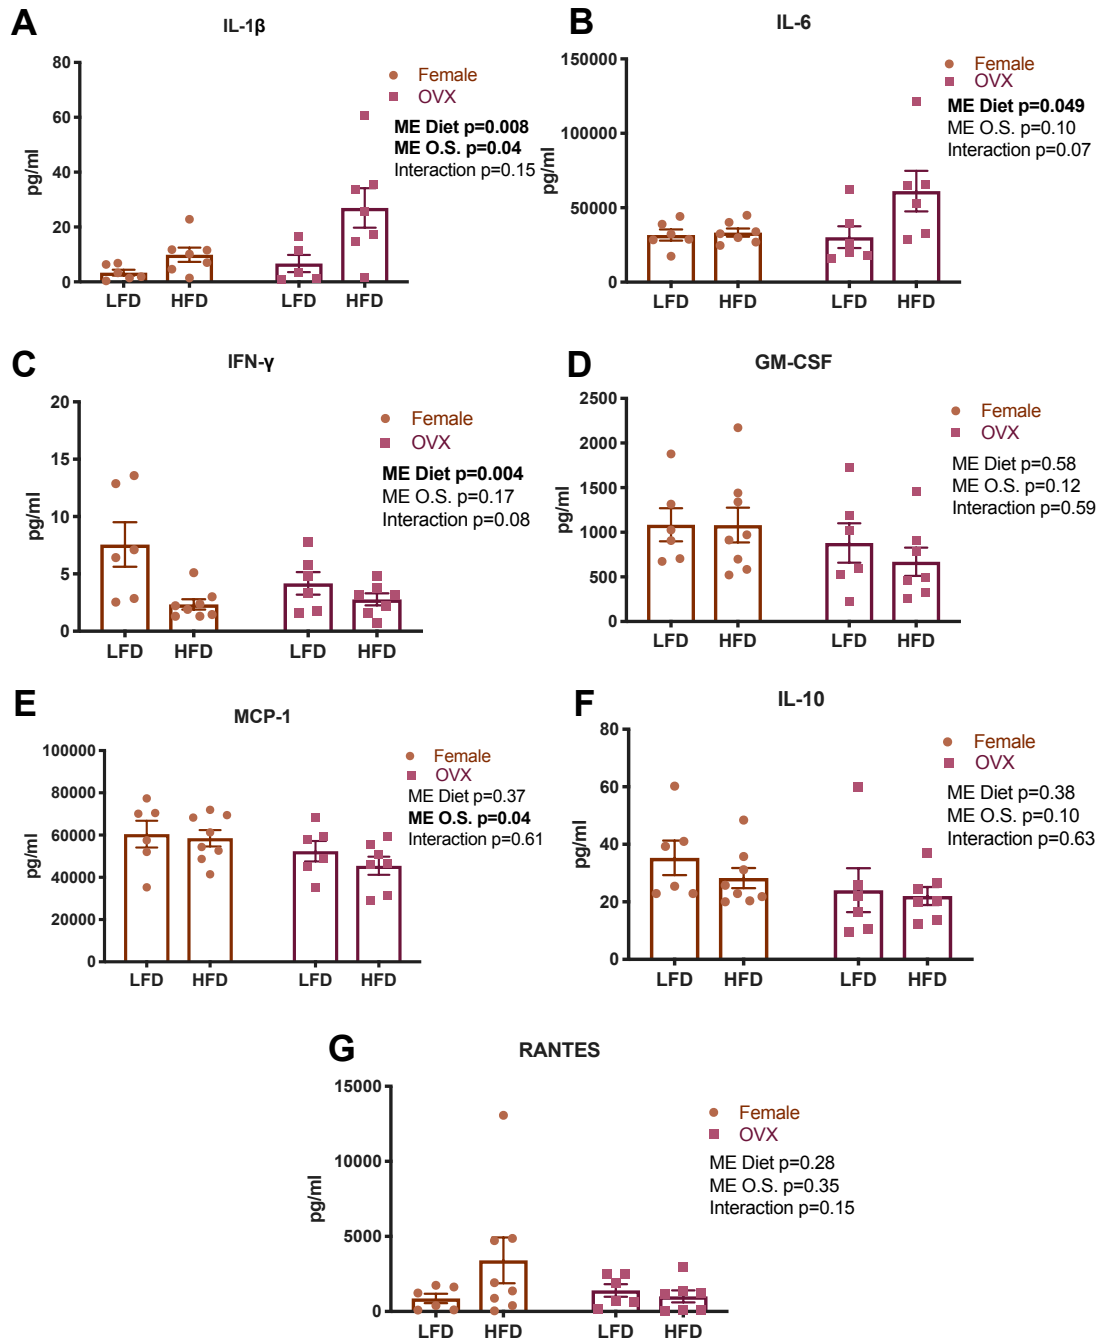 A
IL-1β
80
60
40
20
0
pg/ml
LFD
HFD
LFD
HFD
Female
OVX
ME Diet p=0.008
ME O.S. p=0.04
Interaction p=0.15
B
IL-6
150000
100000
50000
0
pg/ml
LFD
HFD
LFD
HFD
Female
OVX
ME Diet p=0.049
ME O.S. p=0.10
Interaction p=0.07
C
IFN-γ
20
15
10
5
0
pg/ml
LFD
HFD
LFD
HFD
Female
OVX
ME Diet p=0.004
ME O.S. p=0.17
Interaction p=0.08
D
GM-CSF
2500
2000
1500
1000
500
0
pg/ml
LFD
HFD
LFD
HFD
Female
OVX
ME Diet p=0.58
ME O.S. p=0.12
Interaction p=0.59
E
MCP-1
100000
80000
60000
40000
20000
0
pg/ml
LFD
HFD
LFD
HFD
Female
OVX
ME Diet p=0.37
ME O.S. p=0.04
Interaction p=0.61
F
IL-10
80
60
40
20
0
pg/ml
LFD
HFD
LFD
HFD
Female
OVX
ME Diet p=0.38
ME O.S. p=0.10
Interaction p=0.63
G
RANTES
15000
10000
5000
0
pg/ml
LFD
HFD
LFD
HFD
Female
OVX
ME Diet p=0.28
ME O.S. p=0.35
Interaction p=0.15